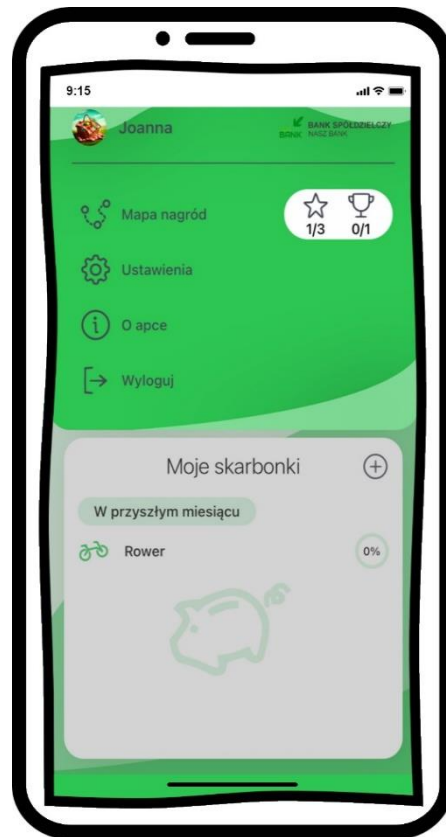 9:15
Joanna
BANK
BANK SPÓŁDZIELCZY
NASZ BANK
Mapa nagród
1/3
0/1
Ustawienia
O apce
Wyloguj
Moje skarbonki
W przyszłym miesiącu
Rower
0%